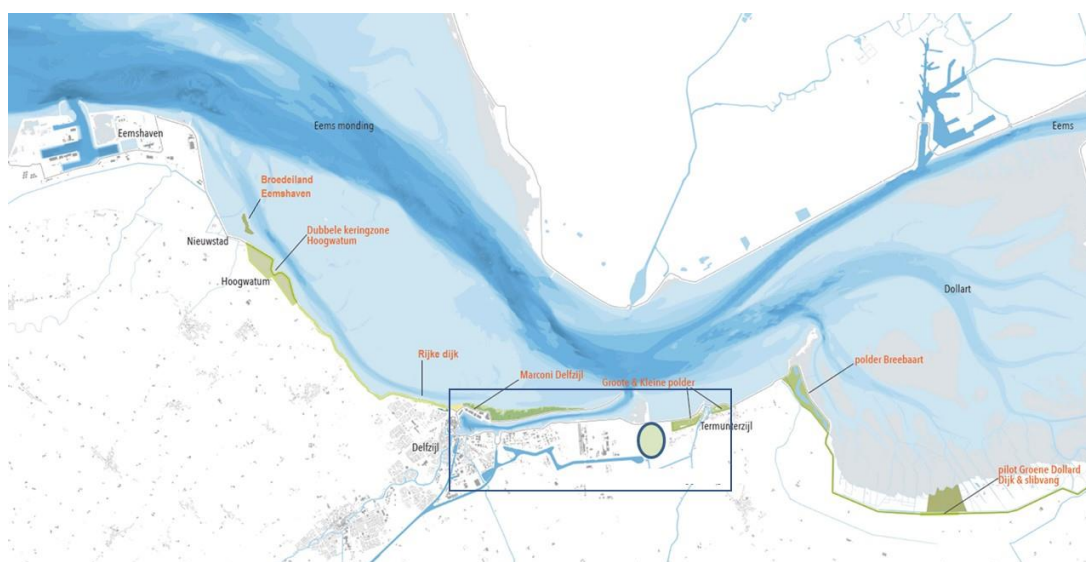 Eemshaven
Eems monding
Eems
Broedeiland
Eemshaven
Dubbele keringzone
Hoogwatum
Nieuwstad
Hoogwatum
Dollart
Rijke dijk
Marconi Delfzijl
Groote & Kleine polder
polder Breebaart
Termunterzijl
Delfzijl
pilot Groene Dollard
Dijk & slibvang